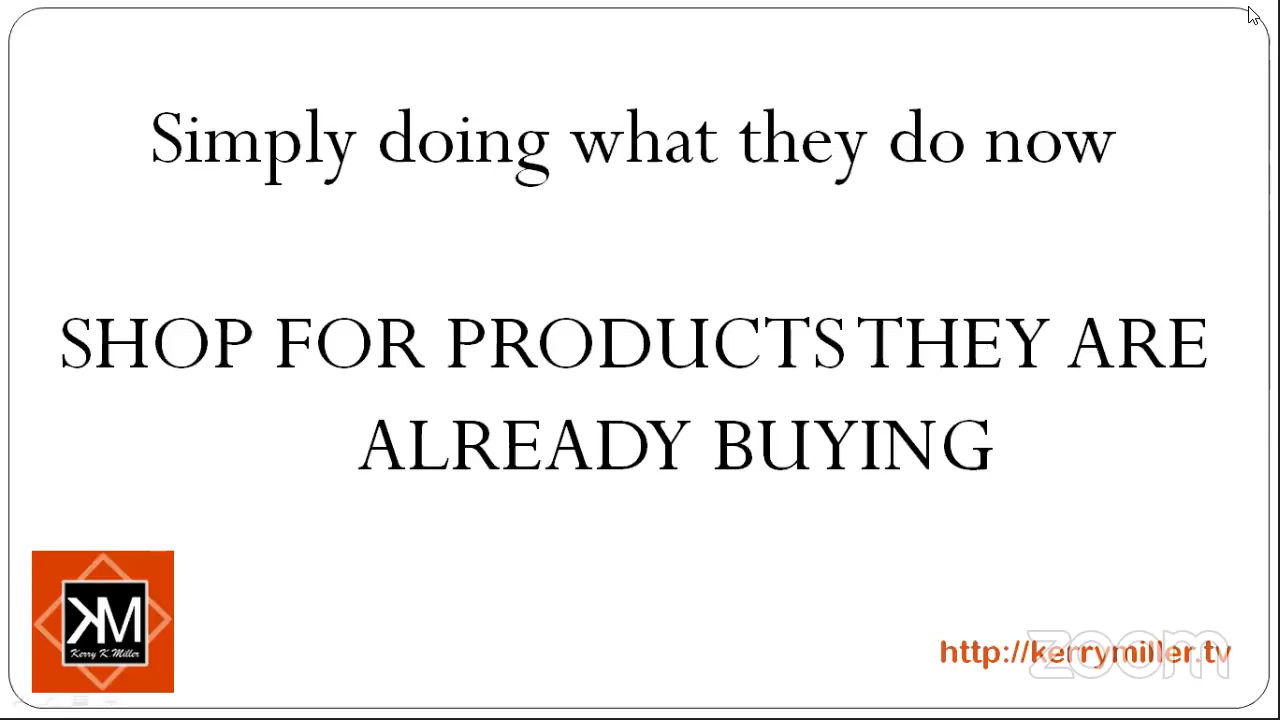 Simply doing what they do now
SHOP FOR PRODUCTS THEY ARE
ALREADY BUYING
KM
Kerry K. Miller
http://kerrymiller.tv
zoom